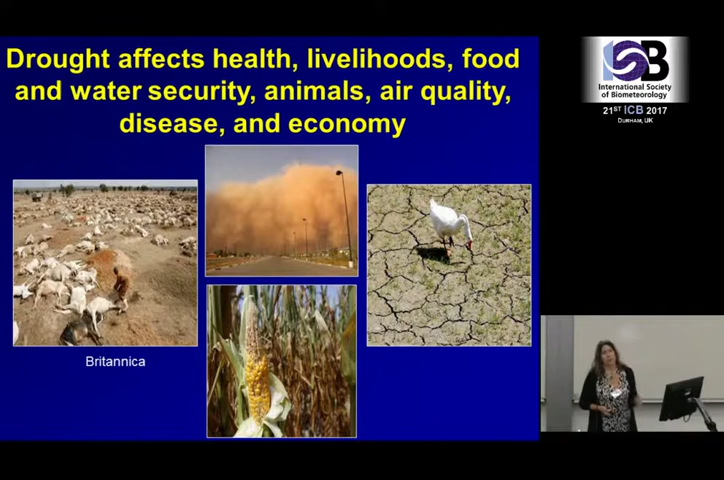 Drought affects health, livelihoods, food
and water security, animals, air quality,
disease, and economy
Britannica
ISB
International Society
of Biometeorology
21ST ICB 2017
DURHAM, UK